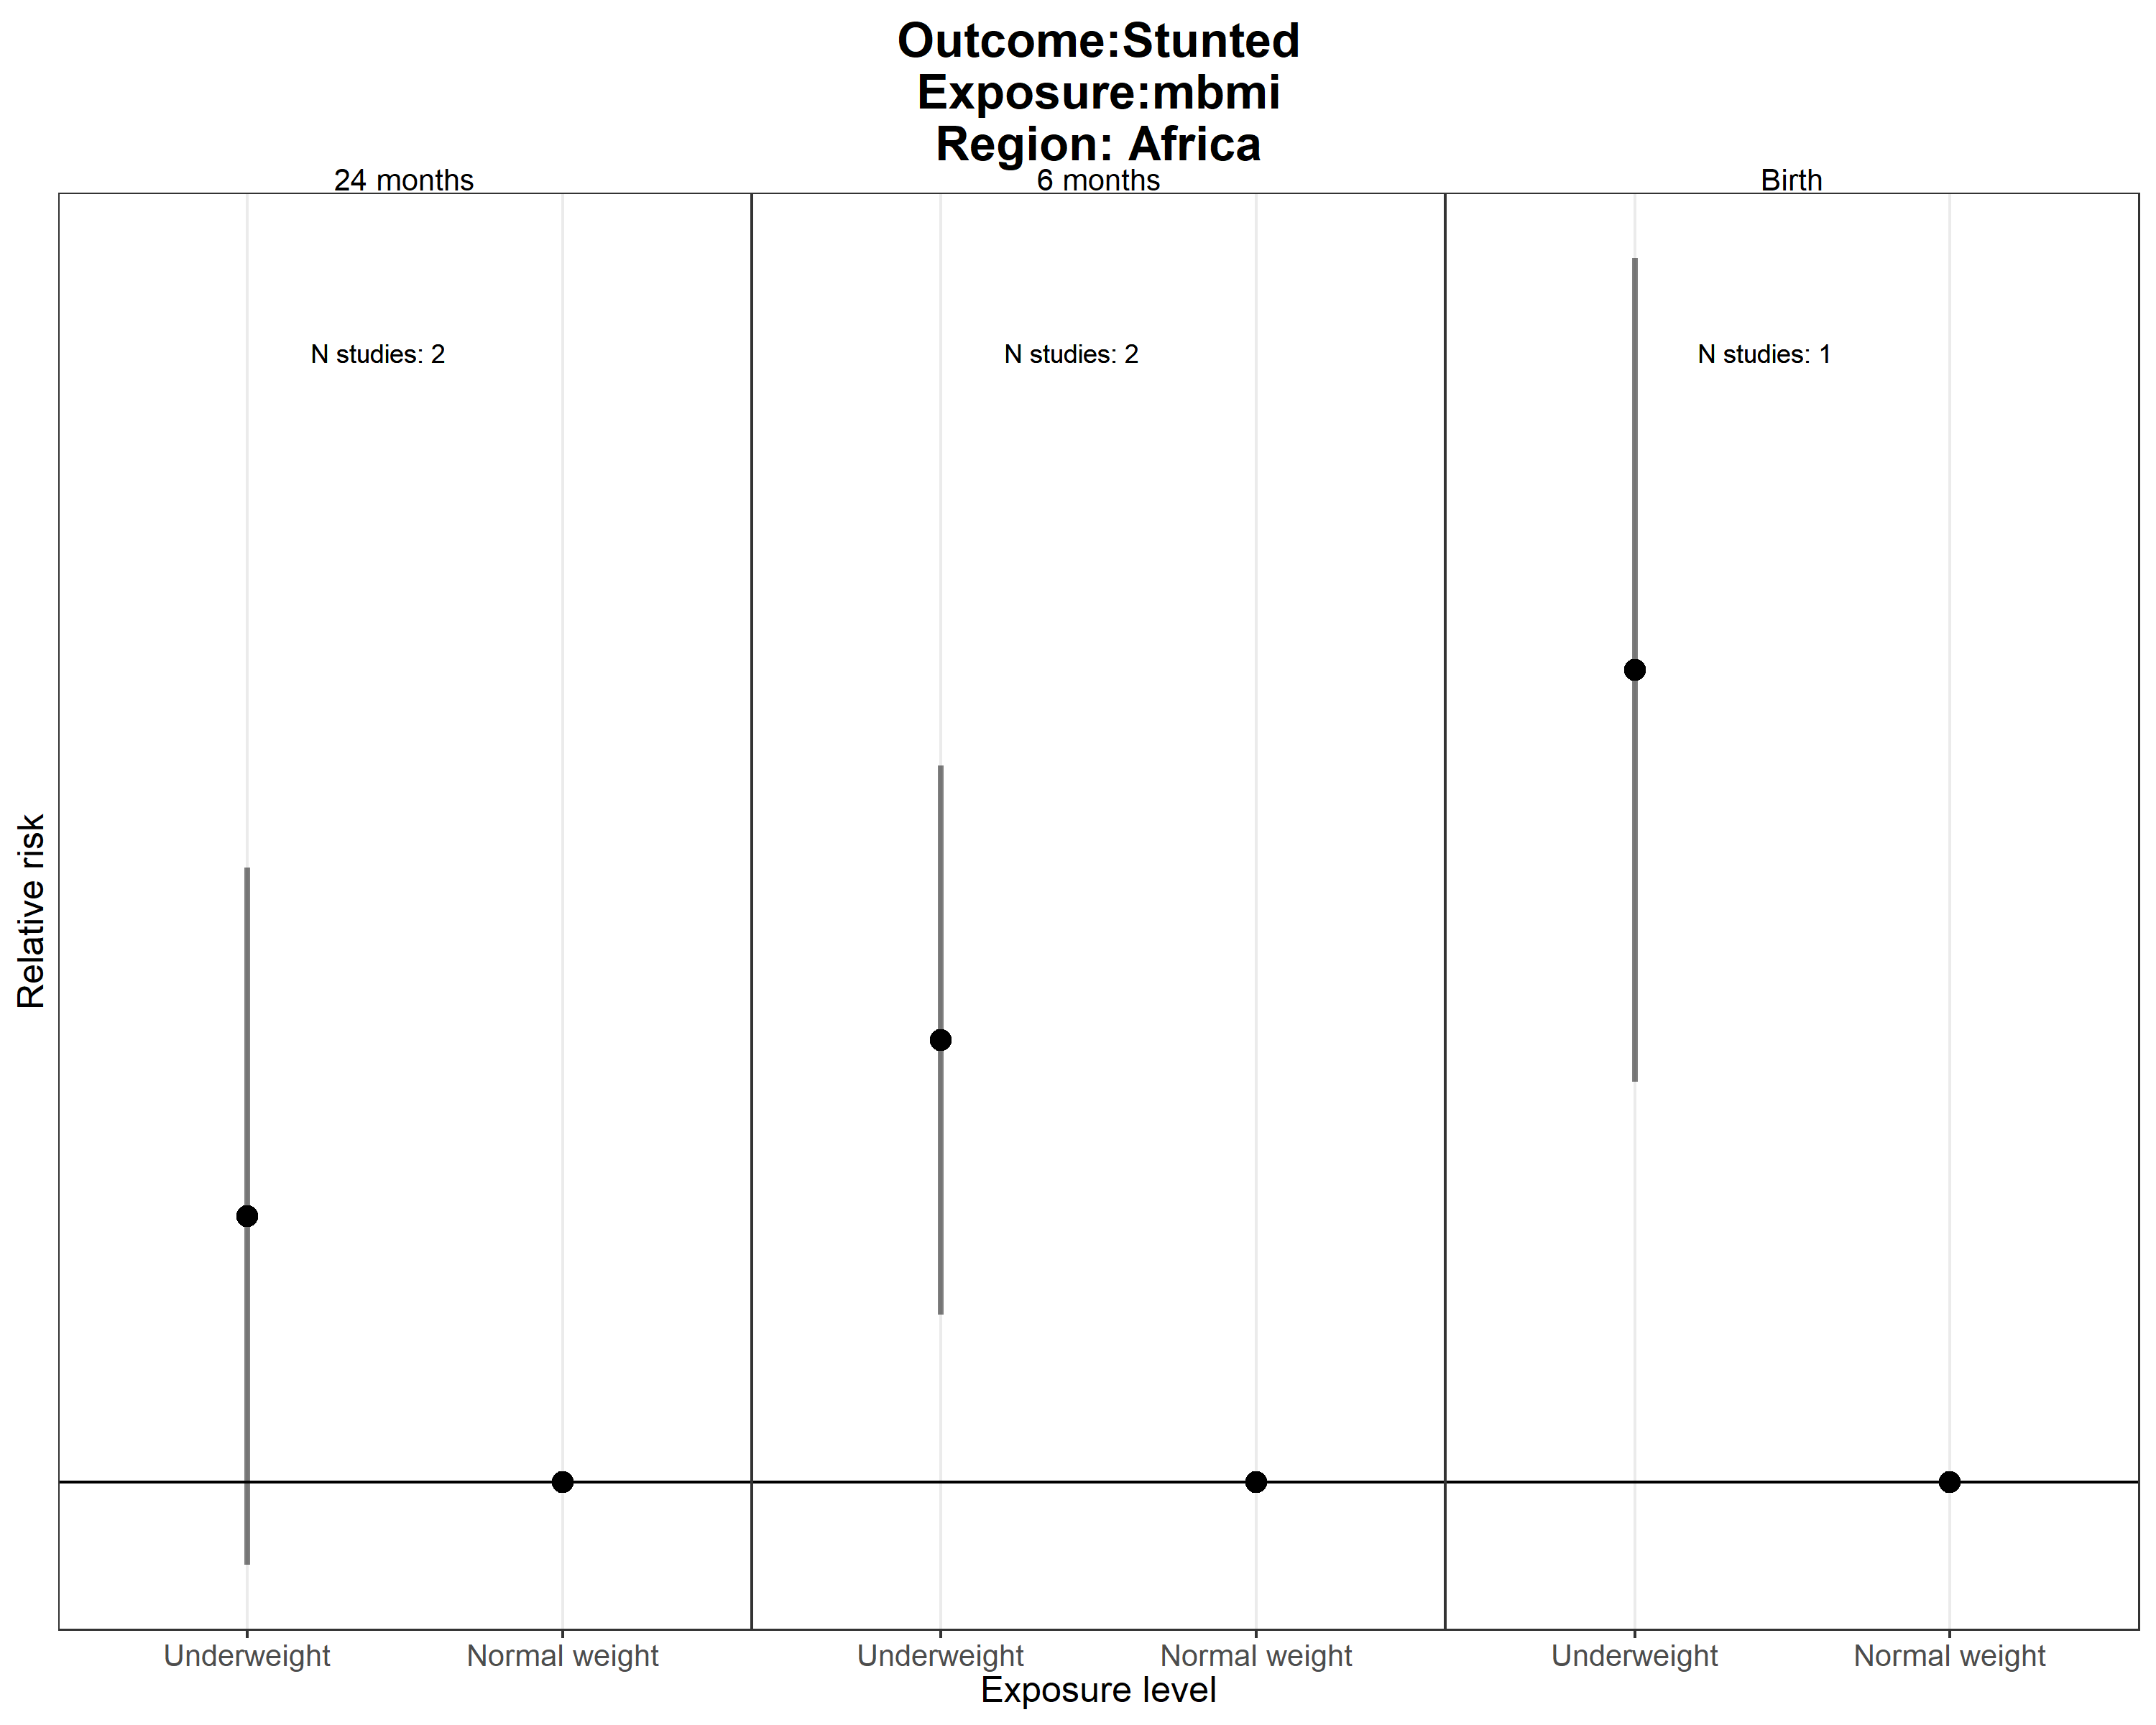 Outcome:Stunted
Exposure:mbmi
Region: Africa
24 months
6 months
Birth
N studies: 2
N studies: 2
N studies: 1
Relative risk
Underweight
Normal weight
Underweight
Normal weight
Underweight
Normal weight
Exposure level